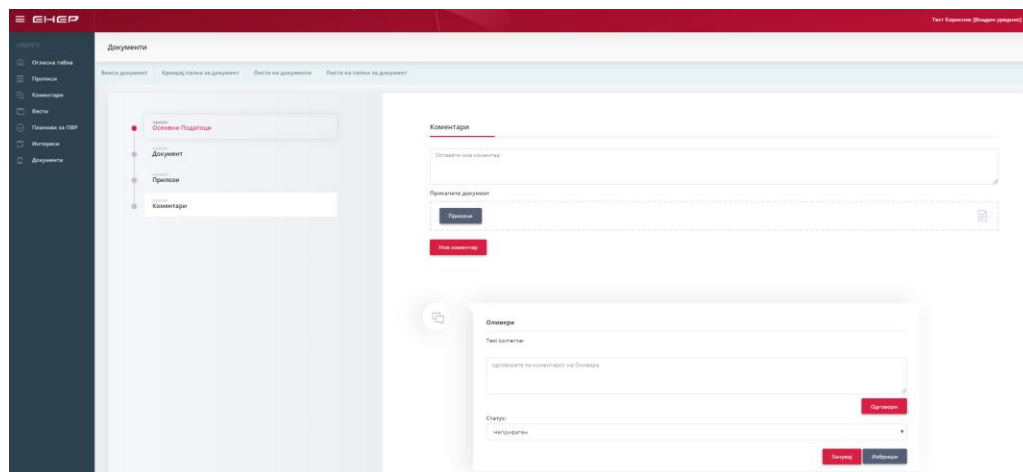 ЕНЕР
Тест Корисник [Владин уредник]
Огласна табла
Прописи
Коментари
Вести
Планови за ПВР
Интереси
Документи
Документи
Внеси документ Креирај папка за документ Листа на документи Листа на папки за документ
Основни Податоци
Документ
Прилози
Коментари
Коментари
Оставете нов коментар
Прикачете документ
Прикачи
Нов коментар
Оливера
Test komentar
одговорете на коментарот на Оливера
Одговори
Статус:
Неприфатен
Зачувај Избриши